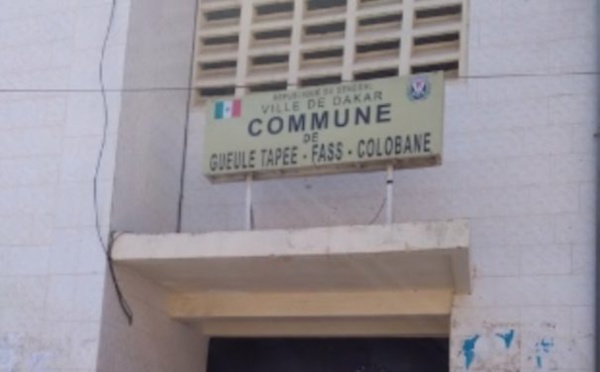 REPUBLIQUE DU SENEGAL
VILLE DE DAKAR
COMMUNE
DE
GUEULE TAPEE - FASS - COLOBANE